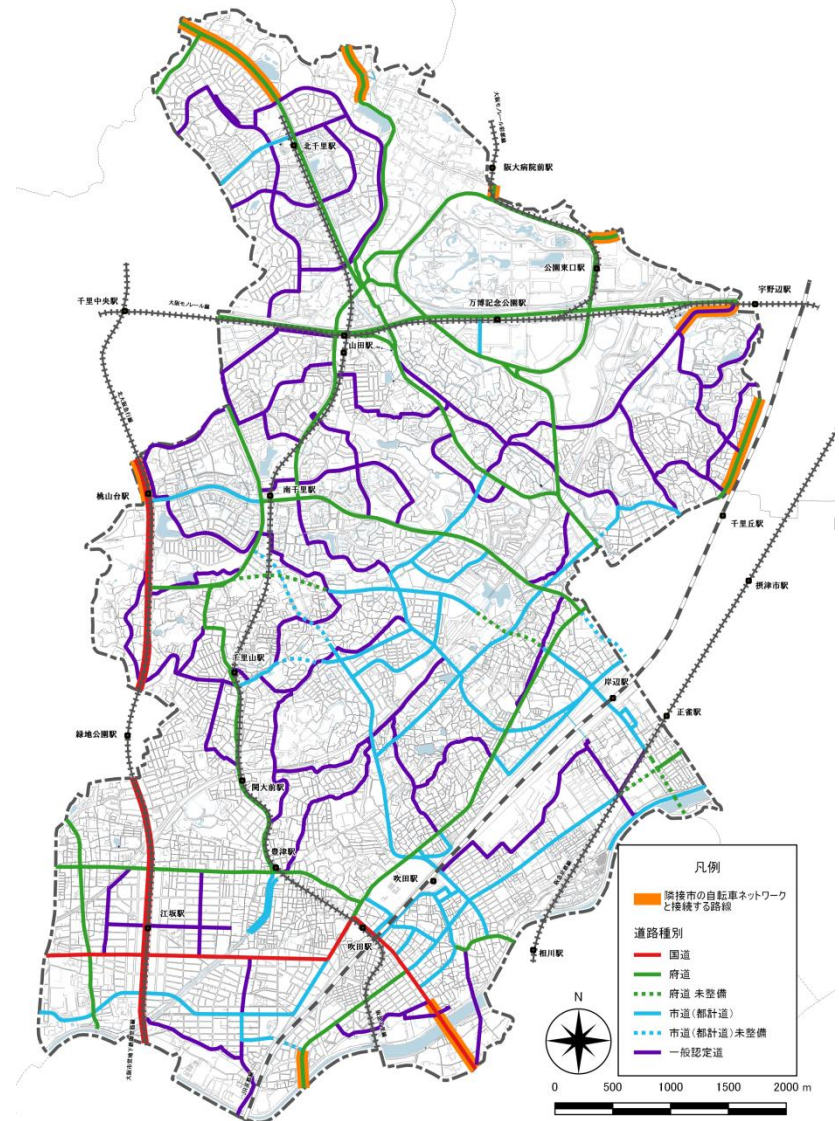 北千里駅
阪大病院前駅
公園東口駅
宇野辺駅
千里中央駅
大阪モノレール線
万博記念公園駅
山田駅
桃山台駅
南千里駅
千里丘駅
摂津市駅
千里山駅
岸辺駅
正雀駅
緑地公園駅
関大前駅
豊津駅
吹田駅
江坂駅
吹田駅
相川駅
凡例
隣接市の自転車ネットワーク
と接続する路線
道路種別
国道
府道
府道 未整備
市道(都計道)
市道(都計道)未整備
一般認定道
N
0 500 1000 1500 2000 m